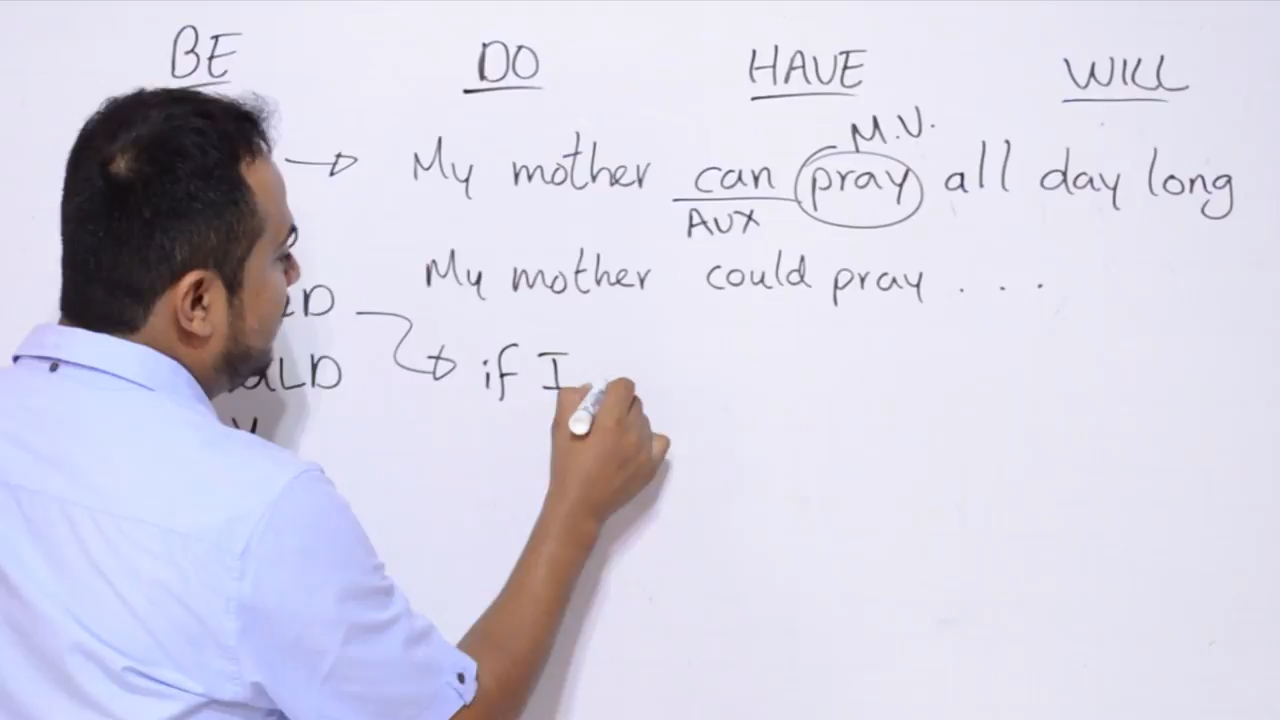 BE DO HAVE WILL
M.V.
My mother can pray all day long
AUX
My mother could pray . . .
if I